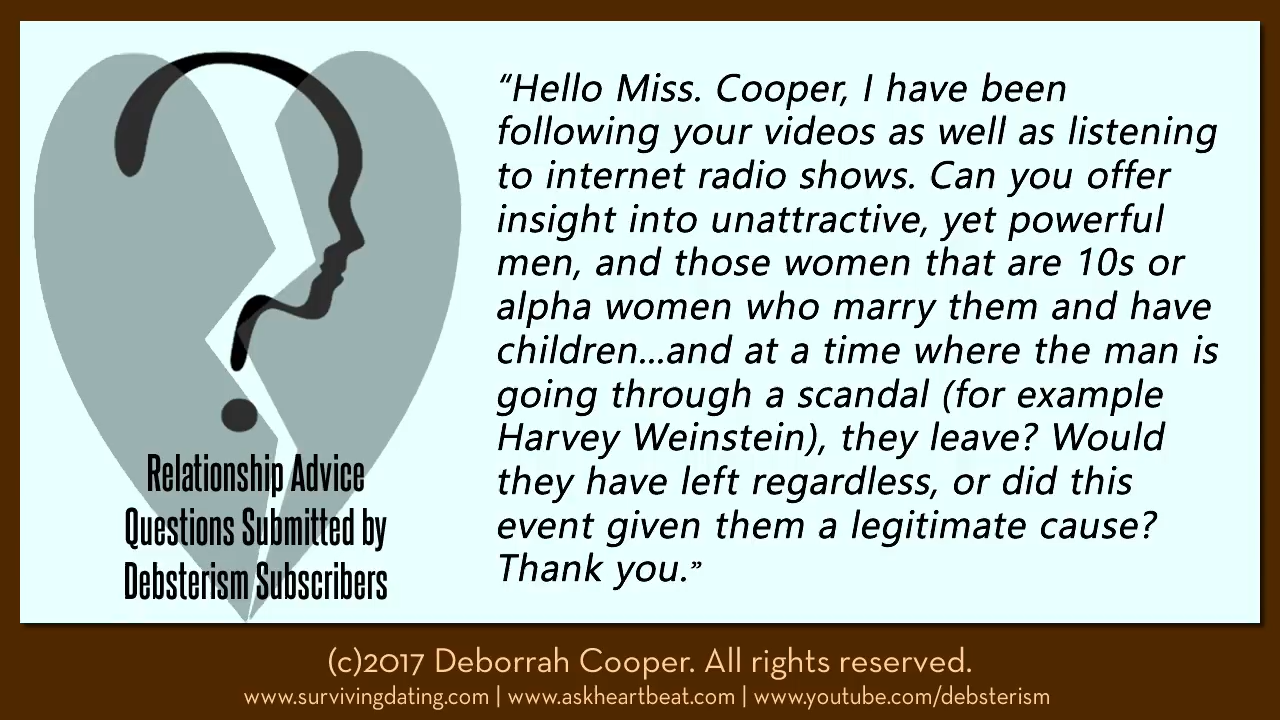 “Hello Miss. Cooper, I have been
following your videos as well as listening
to internet radio shows. Can you offer
insight into unattractive, yet powerful
men, and those women that are 10s or
alpha women who marry them and have
children...and at a time where the man is
going through a scandal (for example
Harvey Weinstein), they leave? Would
they have left regardless, or did this
event given them a legitimate cause?
Thank you.”
Relationship Advice
Questions Submitted by
Debsterism Subscribers
(c)2017 Deborrah Cooper. All rights reserved.
www.survivingdating.com | www.askheartbeat.com | www.youtube.com/debsterism